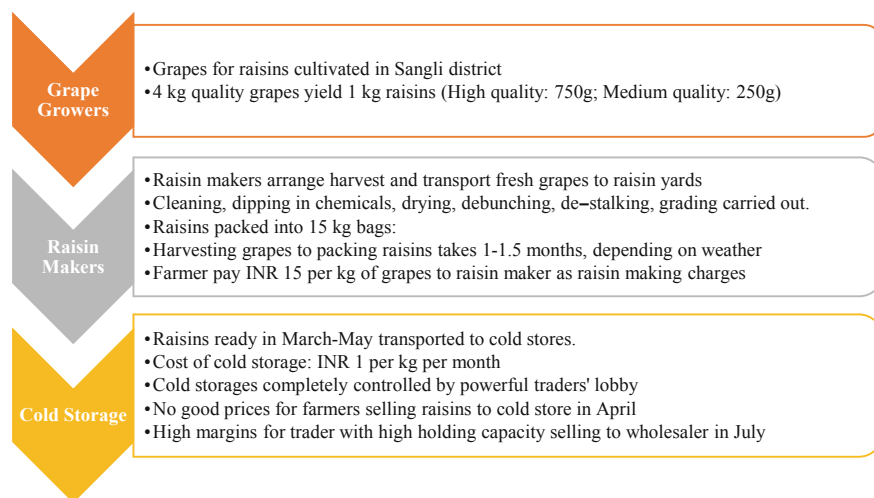 Grape
Growers
•Grapes for raisins cultivated in Sangli district
•4 kg quality grapes yield 1 kg raisins (High quality: 750g; Medium quality: 250g)
Raisin
Makers
•Raisin makers arrange harvest and transport fresh grapes to raisin yards
•Cleaning, dipping in chemicals, drying, debunching, de–stalking, grading carried out.
•Raisins packed into 15 kg bags:
•Harvesting grapes to packing raisins takes 1-1.5 months, depending on weather
•Farmer pay INR 15 per kg of grapes to raisin maker as raisin making charges
Cold Storage
•Raisins ready in March-May transported to cold stores.
•Cost of cold storage: INR 1 per kg per month
•Cold storages completely controlled by powerful traders' lobby
•No good prices for farmers selling raisins to cold store in April
•High margins for trader with high holding capacity selling to wholesaler in July